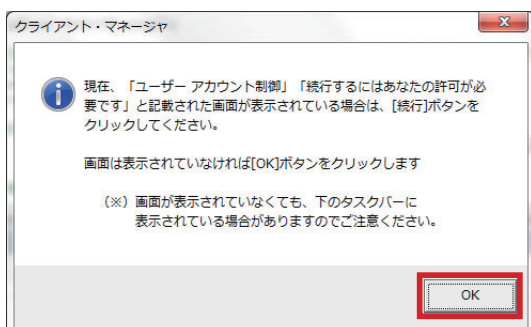 クライアント・マネージャ
現在、「ユーザー アカウント制御」「続行するにはあなたの許可が必
要です」と記載された画面が表示されている場合は、[続行]ボタンを
クリックしてください。
画面は表示されていなければ[OK]ボタンをクリックします
（※）画面が表示されていなくても、下のタスクバーに
表示されている場合がありますのでご注意ください。
OK